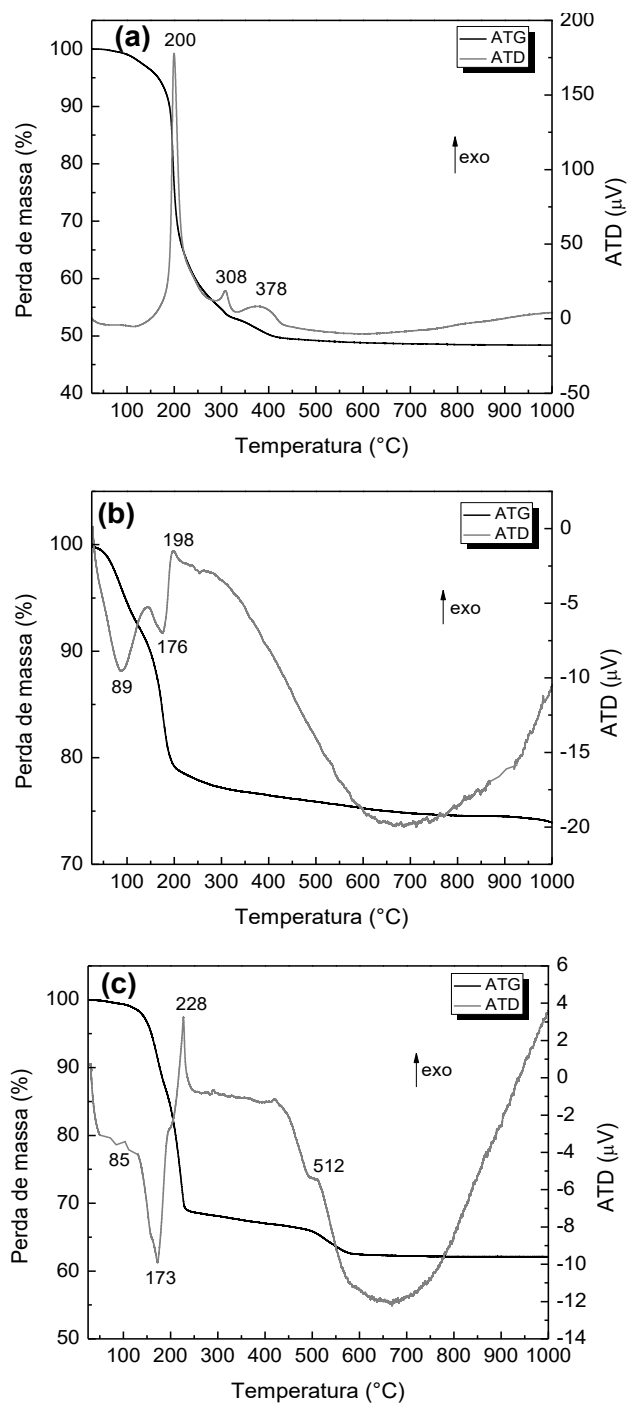 (a)
200
ATG
ATD
exo
308
378
100
90
80
70
60
50
40
200
150
100
50
0
-50
100 200 300 400 500 600 700 800 900 1000
Perda de massa (%)
ATD (μV)
Temperatura (°C)
(b)
198
ATG
ATD
exo
176
89
100
90
80
70
0
-5
-10
-15
-20
100 200 300 400 500 600 700 800 900 1000
Perda de massa (%)
ATD (μV)
Temperatura (°C)
(c)
228
ATG
ATD
exo
85
512
173
100
90
80
70
60
50
6
4
2
0
-2
-4
-6
-8
-10
-12
-14
100 200 300 400 500 600 700 800 900 1000
Perda de massa (%)
ATD (μV)
Temperatura (°C)